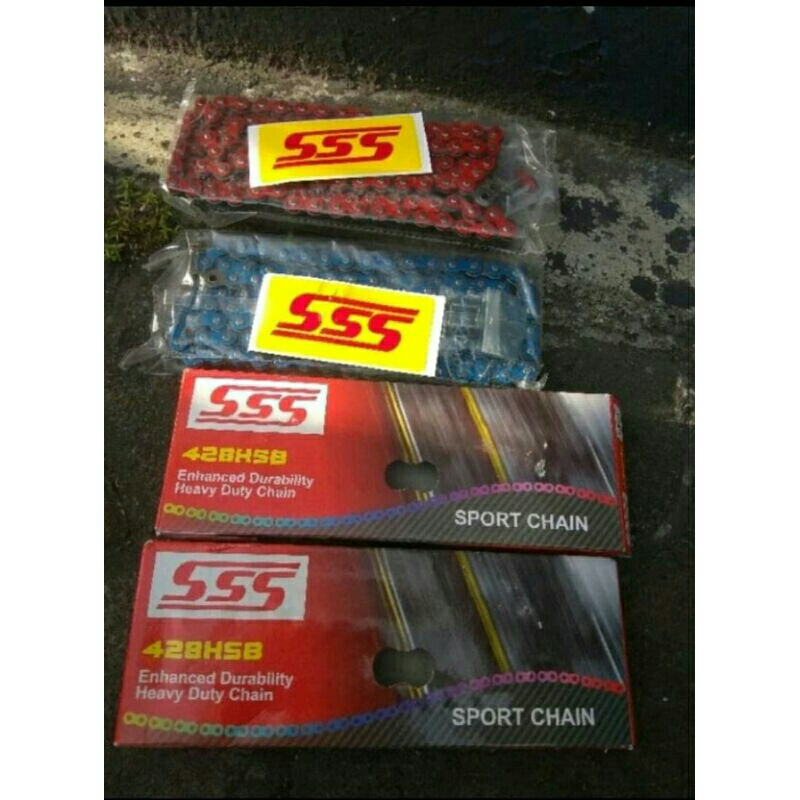 SSS
SSS
SSS
428HSB
Enhanced Durability
Heavy Duty Chain
SPORT CHAIN
SSS
428HSB
Enhanced Durability
Heavy Duty Chain
SPORT CHAIN